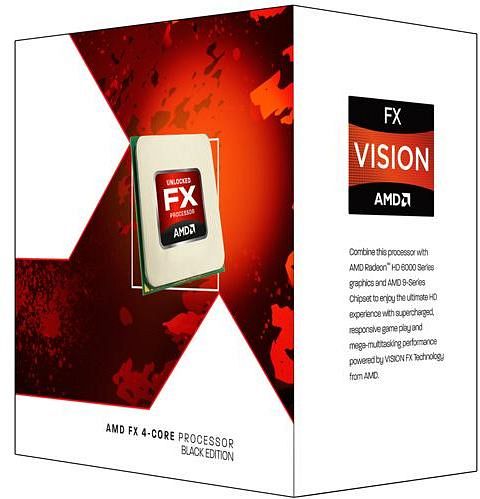 UNLOCKED
FX
PROCESSOR
AMD
AMD FX 4-CORE PROCESSOR
BLACK EDITION
FX
VISION
AMD
Combine this processor with
AMD Radeon™ HD 6000 Series
graphics and AMD 9-Series
Chipset to enjoy the ultimate HD
experience with supercharged,
responsive game play and
mega-multitasking performance
powered by VISION FX Technology
from AMD.